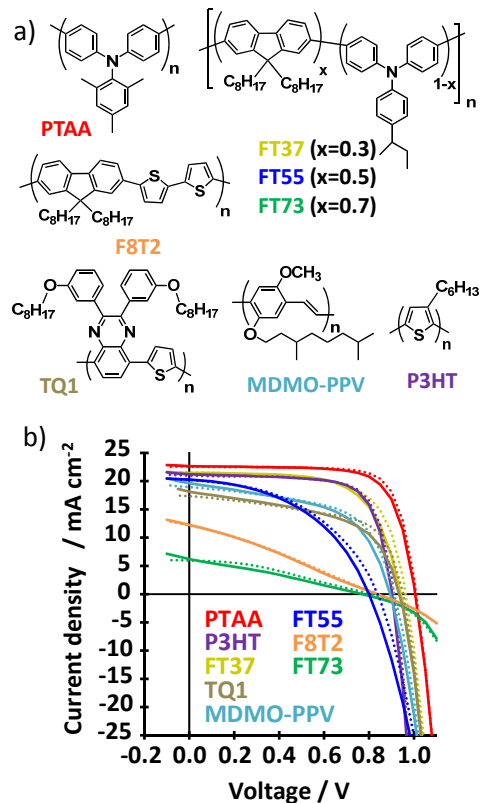 a)
N
n
PTAA
C8H17
C8H17
x
N
1-x
n
FT37 (x=0.3)
FT55 (x=0.5)
FT73 (x=0.7)
C8H17 C8H17
S
S
n
F8T2
O
C8H17
O
C8H17
N
N
S
n
TQ1
OCH3
O
n
MDMO-PPV
C6H13
S
n
P3HT
b)
Current density / mA cm-2
25
20
15
10
5
0
-5
-10
-15
-20
-25
PTAA FT55
P3HT F8T2
FT37 FT73
TQ1
MDMO-PPV
-0.2 0.0 0.2 0.4 0.6 0.8 1.0
Voltage / V